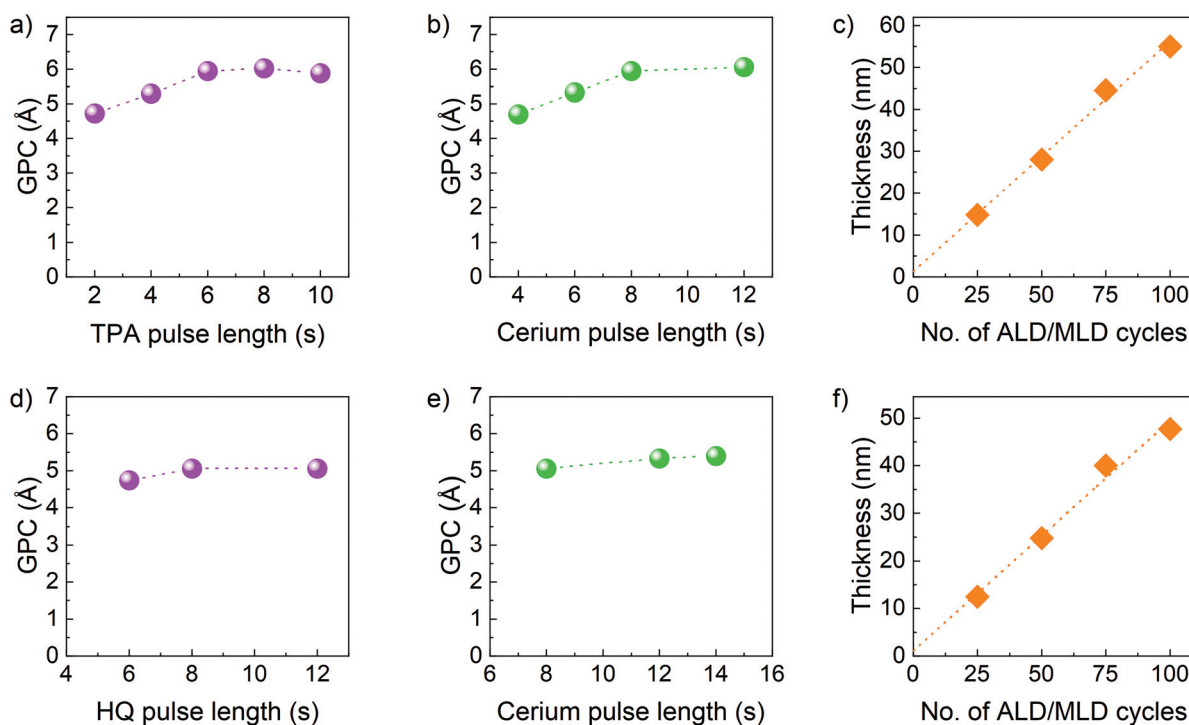 a)
7
6
5
4
3
2
1
0
GPC (Å)
2 4 6 8 10
TPA pulse length (s)
b)
7
6
5
4
3
2
1
0
GPC (Å)
4 6 8 10 12
Cerium pulse length (s)
c)
60
50
40
30
20
10
0
Thickness (nm)
0 25 50 75 100
No. of ALD/MLD cycles
d)
7
6
5
4
3
2
1
0
GPC (Å)
4 6 8 10 12
HQ pulse length (s)
e)
7
6
5
4
3
2
1
0
GPC (Å)
6 8 10 12 14 16
Cerium pulse length (s)
f)
50
40
30
20
10
0
Thickness (nm)
0 25 50 75 100
No. of ALD/MLD cycles